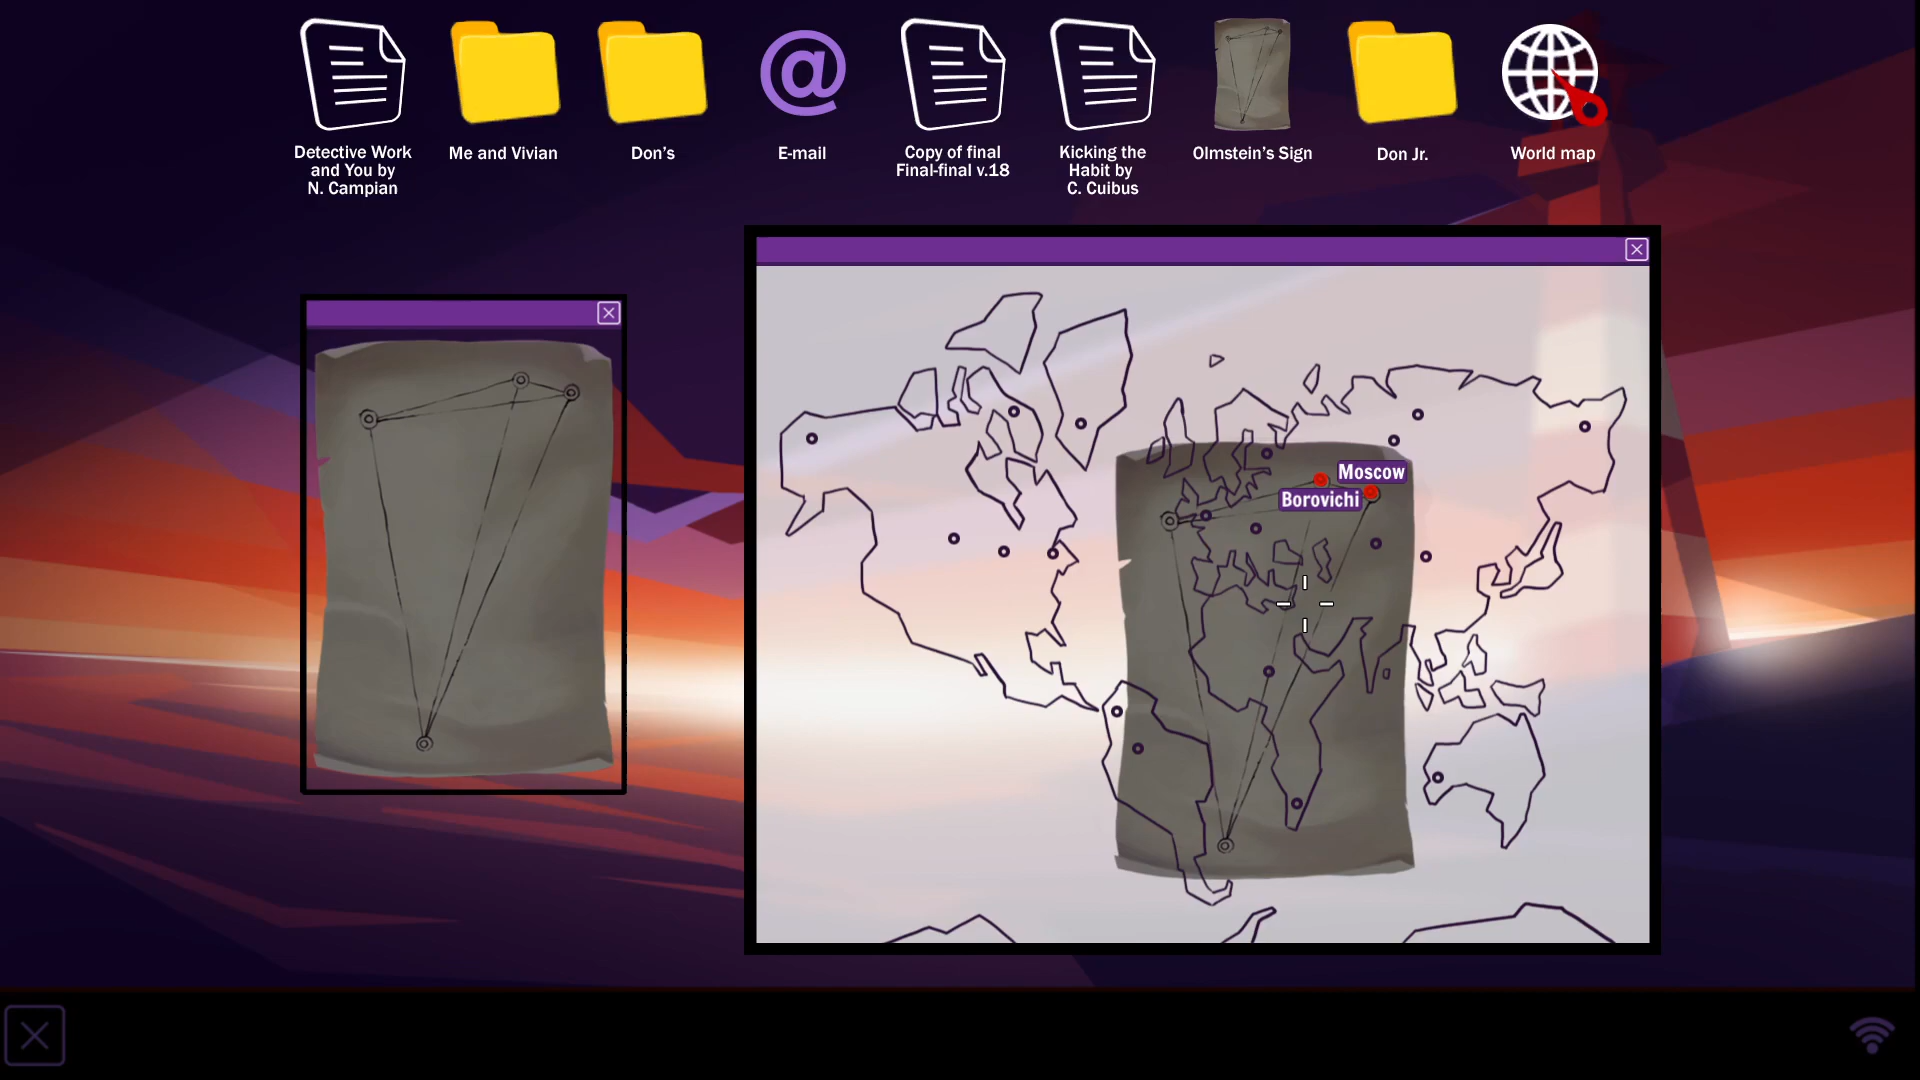 Detective Work
and You by
N. Campian
Me and Vivian
Don's
E-mail
Copy of final
Final-final v.18
Kicking the
Habit by
C. Cuibus
Olmstein's Sign
Don Jr.
World map
Moscow
Borovichi